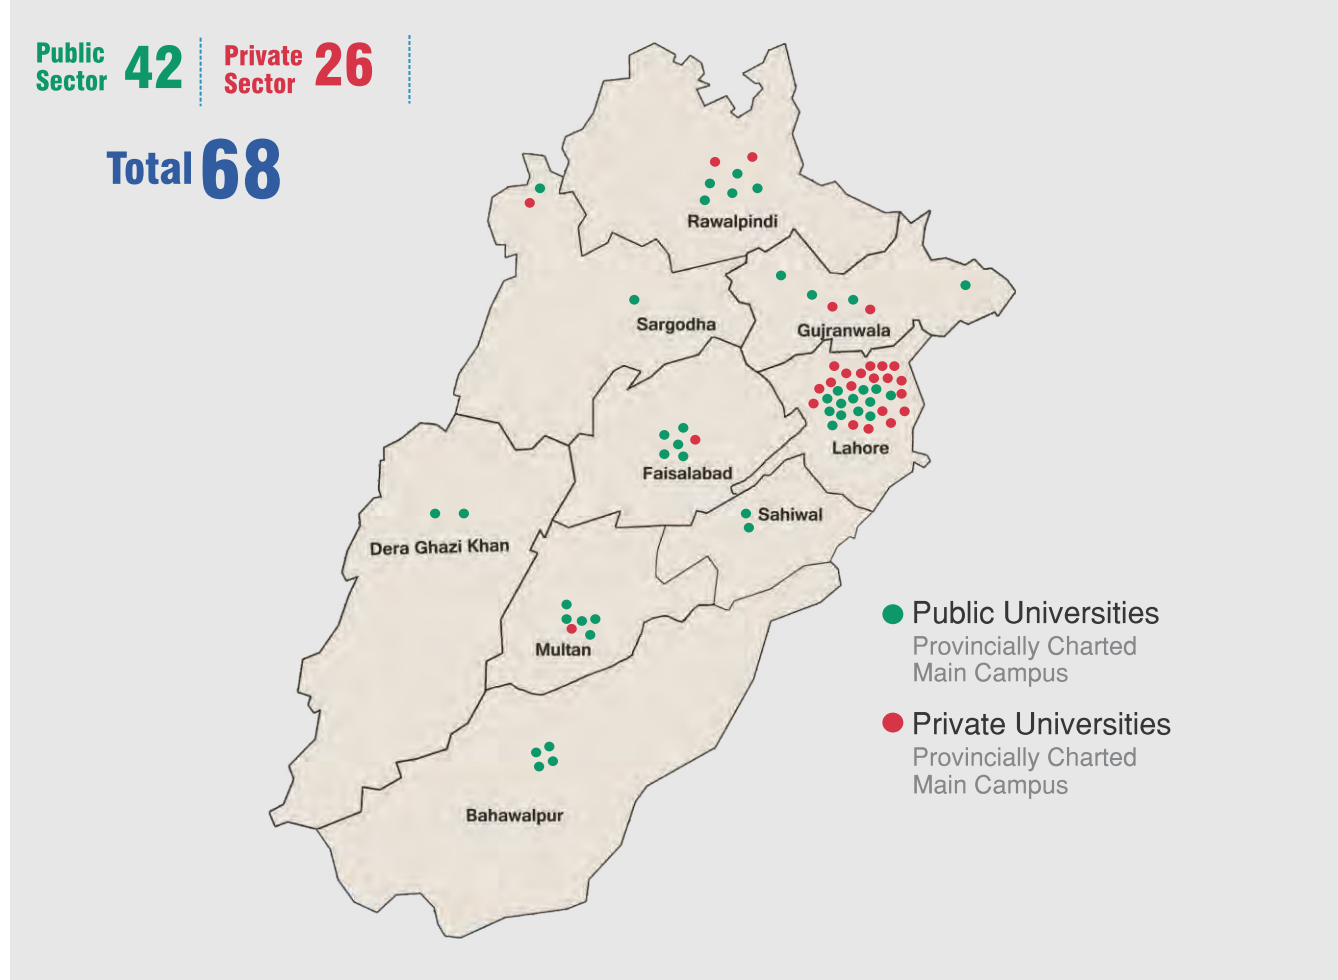 Public
Sector
42
Private
Sector
26
Total 68
Rawalpindi
Sargodha
Gujranwala
Lahore
Faisalabad
Sahiwal
Dera Ghazi Khan
Multan
Bahawalpur
Public Universities
Provincially Charted
Main Campus
Private Universities
Provincially Charted
Main Campus